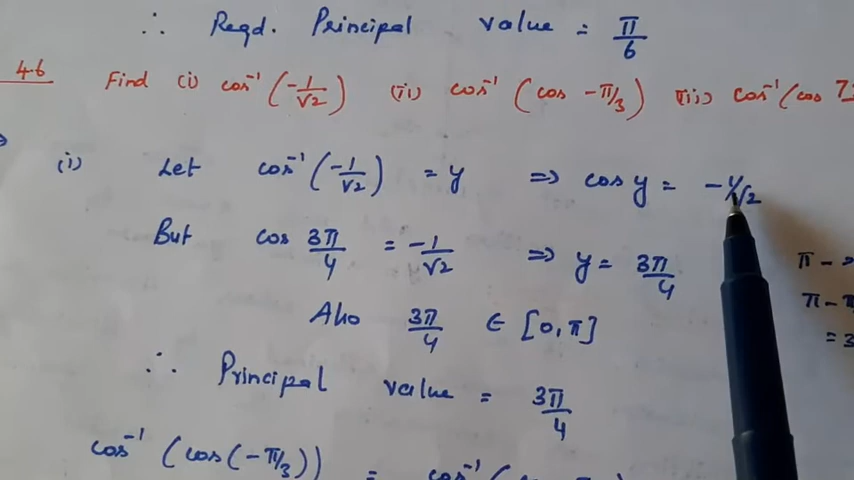 ∴ Reqd. Principal value = π/6
46 Find (i) cos⁻¹(-1/√2) (ii) cos⁻¹(cos -π/3) (iii) cos⁻¹(cos 7
(i) Let cos⁻¹(-1/√2) = y ⇒ cos y = -1/√2
But cos 3π/4 = -1/√2 ⇒ y = 3π/4
π -
π - π
= 3
Also 3π/4 ∈ [0, π]
∴ Principal value = 3π/4
cos⁻¹(cos(-π/3)) = cos⁻¹(